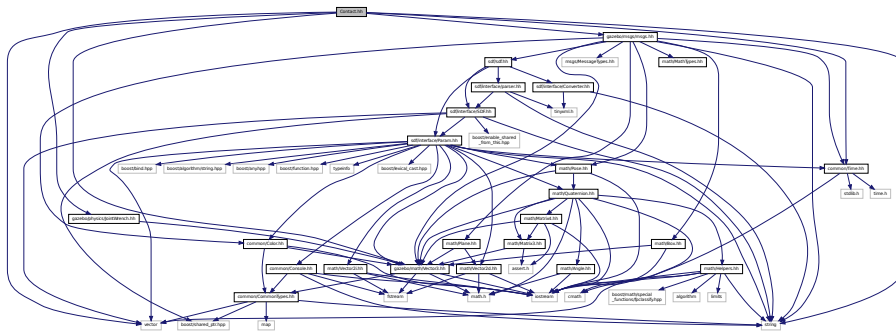 Contact.hh
gazebo/msgs/msgs.hh
sdf/sdf.hh
msgs/MessageTypes.hh
math/MathTypes.hh
sdf/interface/parser.hh
sdf/interface/Converter.hh
sdf/interface/SDF.hh
tinyxml.h
boost/enable_shared
_from_this.hpp
sdf/interface/Param.hh
boost/bind.hpp
boost/algorithm/string.hpp
boost/any.hpp
boost/function.hpp
typeinfo
boost/lexical_cast.hpp
math/Pose.hh
common/Time.hh
math/Quaternion.hh
stdlib.h
time.h
gazebo/physics/JointWrench.hh
math/Matrix4.hh
common/Color.hh
math/Plane.hh
math/Matrix3.hh
math/Box.hh
common/Console.hh
math/Vector2i.hh
gazebo/math/Vector3.hh
math/Vector2d.hh
assert.h
math/Angle.hh
math/Helpers.hh
common/CommonTypes.hh
fstream
math.h
iostream
cmath
boost/math/special
_functions/fpclassify.hpp
algorithm
limits
vector
boost/shared_ptr.hpp
map
string